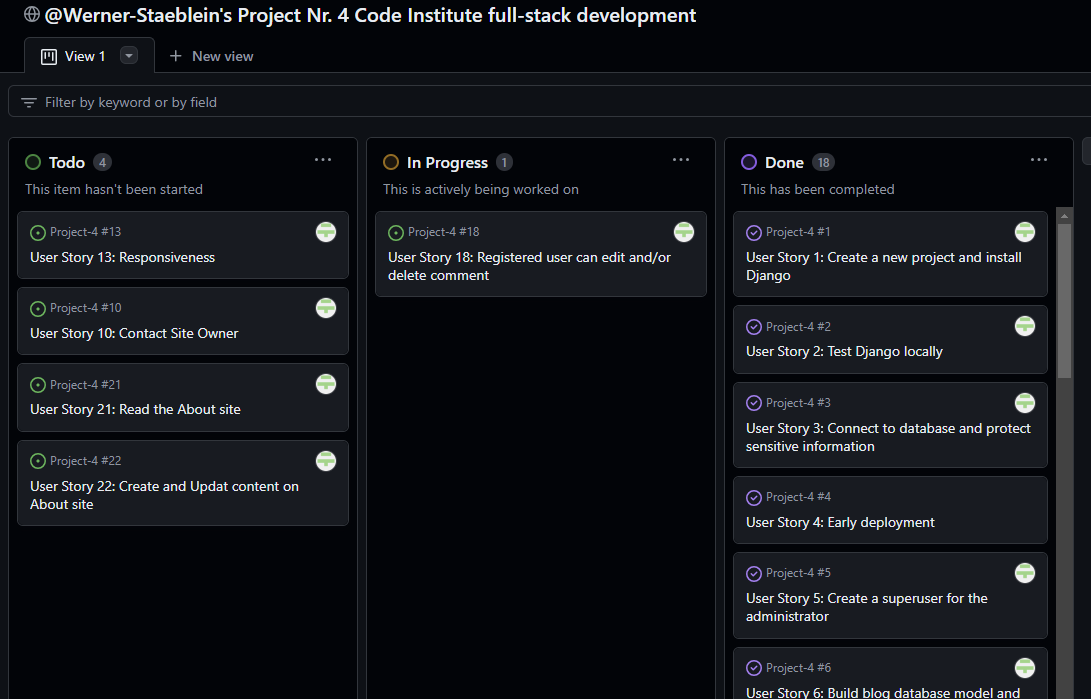 @Werner-Staeblein's Project Nr. 4 Code Institute full-stack development
View 1
New view
Filter by keyword or by field
Todo 4
This item hasn't been started
Project-4 #13
User Story 13: Responsiveness
Project-4 #10
User Story 10: Contact Site Owner
Project-4 #21
User Story 21: Read the About site
Project-4 #22
User Story 22: Create and Updat content on
About site
In Progress 1
This is actively being worked on
Project-4 #18
User Story 18: Registered user can edit and/or
delete comment
Done 18
This has been completed
Project-4 #1
User Story 1: Create a new project and install
Django
Project-4 #2
User Story 2: Test Django locally
Project-4 #3
User Story 3: Connect to database and protect
sensitive information
Project-4 #4
User Story 4: Early deployment
Project-4 #5
User Story 5: Create a superuser for the
administrator
Project-4 #6
User Story 6: Build blog database model and